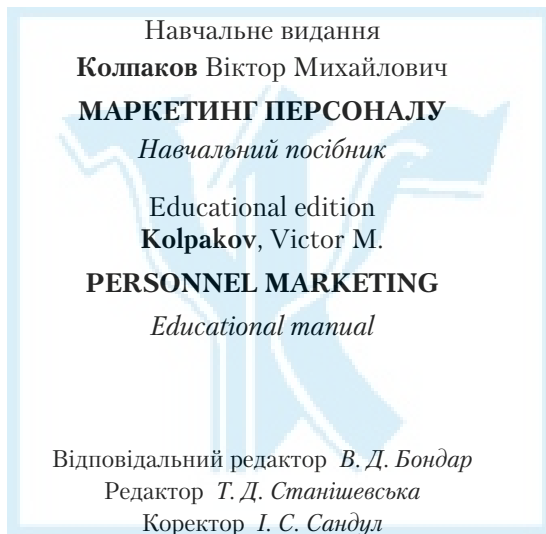 Навчальне видання
Колпаков Віктор Михайлович
МАРКЕТИНГ ПЕРСОНАЛУ
Навчальний посібник
Educational edition
Kolpakov, Victor M.
PERSONNEL MARKETING
Educational manual
Відповідальний редактор В. Д. Бондар
Редактор Т. Д. Станішевська
Коректор І. С. Сандул